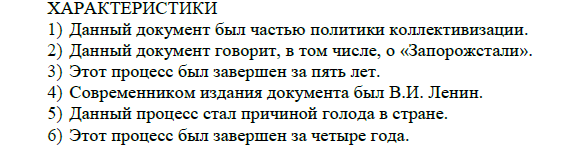 ХАРАКТЕРИСТИКИ
1) Данный документ был частью политики коллективизации.
2) Данный документ говорит, в том числе, о «Запорожстали».
3) Этот процесс был завершен за пять лет.
4) Современником издания документа был В.И. Ленин.
5) Данный процесс стал причиной голода в стране.
6) Этот процесс был завершен за четыре года.